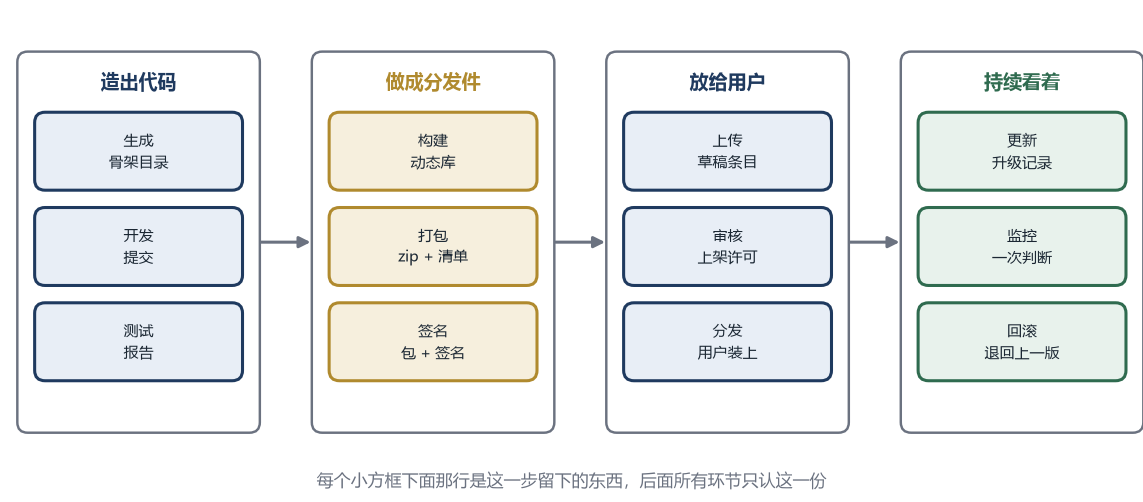 造出代码
生成
骨架目录
开发
提交
测试
报告
做成分发件
构建
动态库
打包
zip + 清单
签名
包 + 签名
放给用户
上传
草稿条目
审核
上架许可
分发
用户装上
持续看着
更新
升级记录
监控
一次判断
回滚
退回上一版
每个小方框下面那行是这一步留下的东西，后面所有环节只认这一份